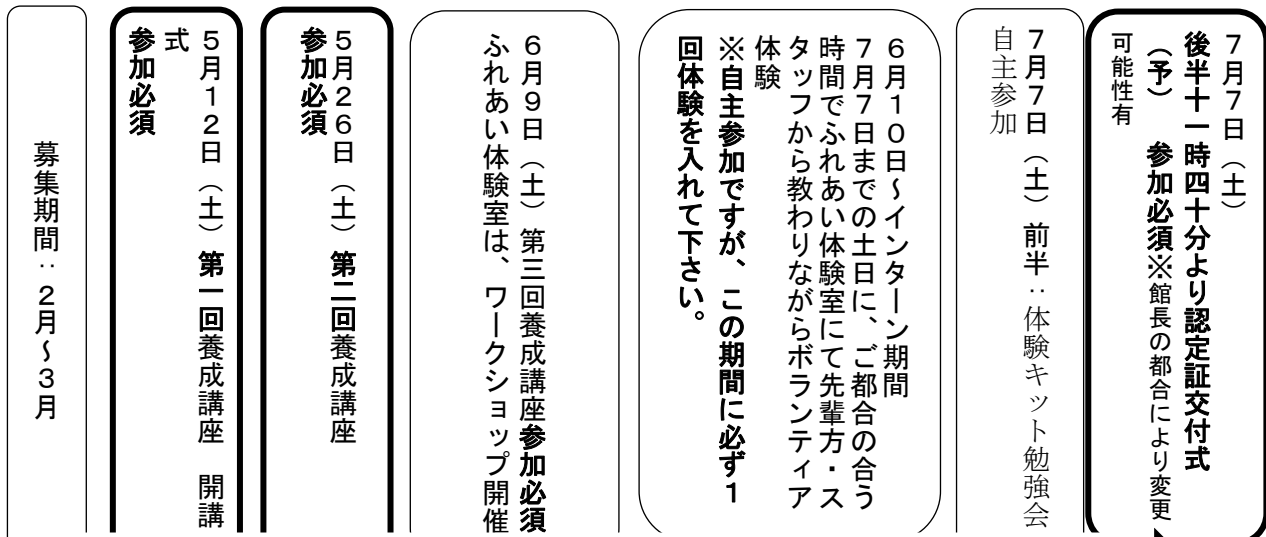 ７月７日（土）
後半十一時四十分より認定証交付式
（予）　参加必須※館長の都合により変更
可能性有
７月７日（土）前半：体験キット勉強会
自主参加
６月１０日～インターン期間
７月７日までの土日に、ご都合の合う
時間でふれあい体験室にて先輩方・ス
タッフから教わりながらボランティア
体験
※自主参加ですが、この期間に必ず１
回体験を入れて下さい。
６月９日（土）第三回養成講座参加必須
ふれあい体験室は、ワークショップ開催
５月２６日（土）第二回養成講座
参加必須
５月１２日（土）第一回養成講座　開講
式
参加必須
募集期間：２月～３月